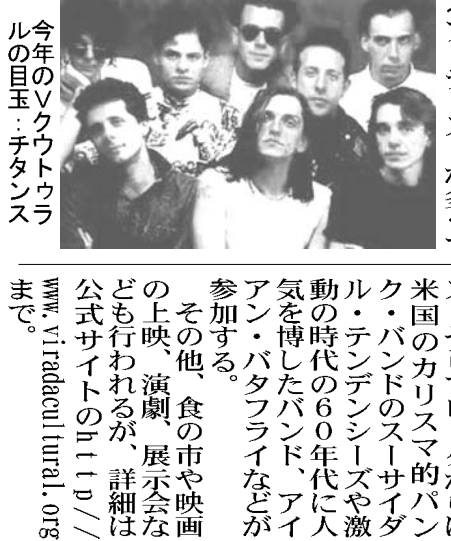 今年のVクウトゥラ
ルの目玉：チタンス
米国のカリスマ的パン
ク・バンドのスーサイダ
ル・テンデンシーズや激
動の時代の60年代に人
気を博したバンド、アイ
アン・バタフライなどが
参加する。
その他、食の市や映画
の上映、演劇、展示会な
ども行われるが、詳細は
公式サイトのhttp//
www.viradacultural.org
まで。